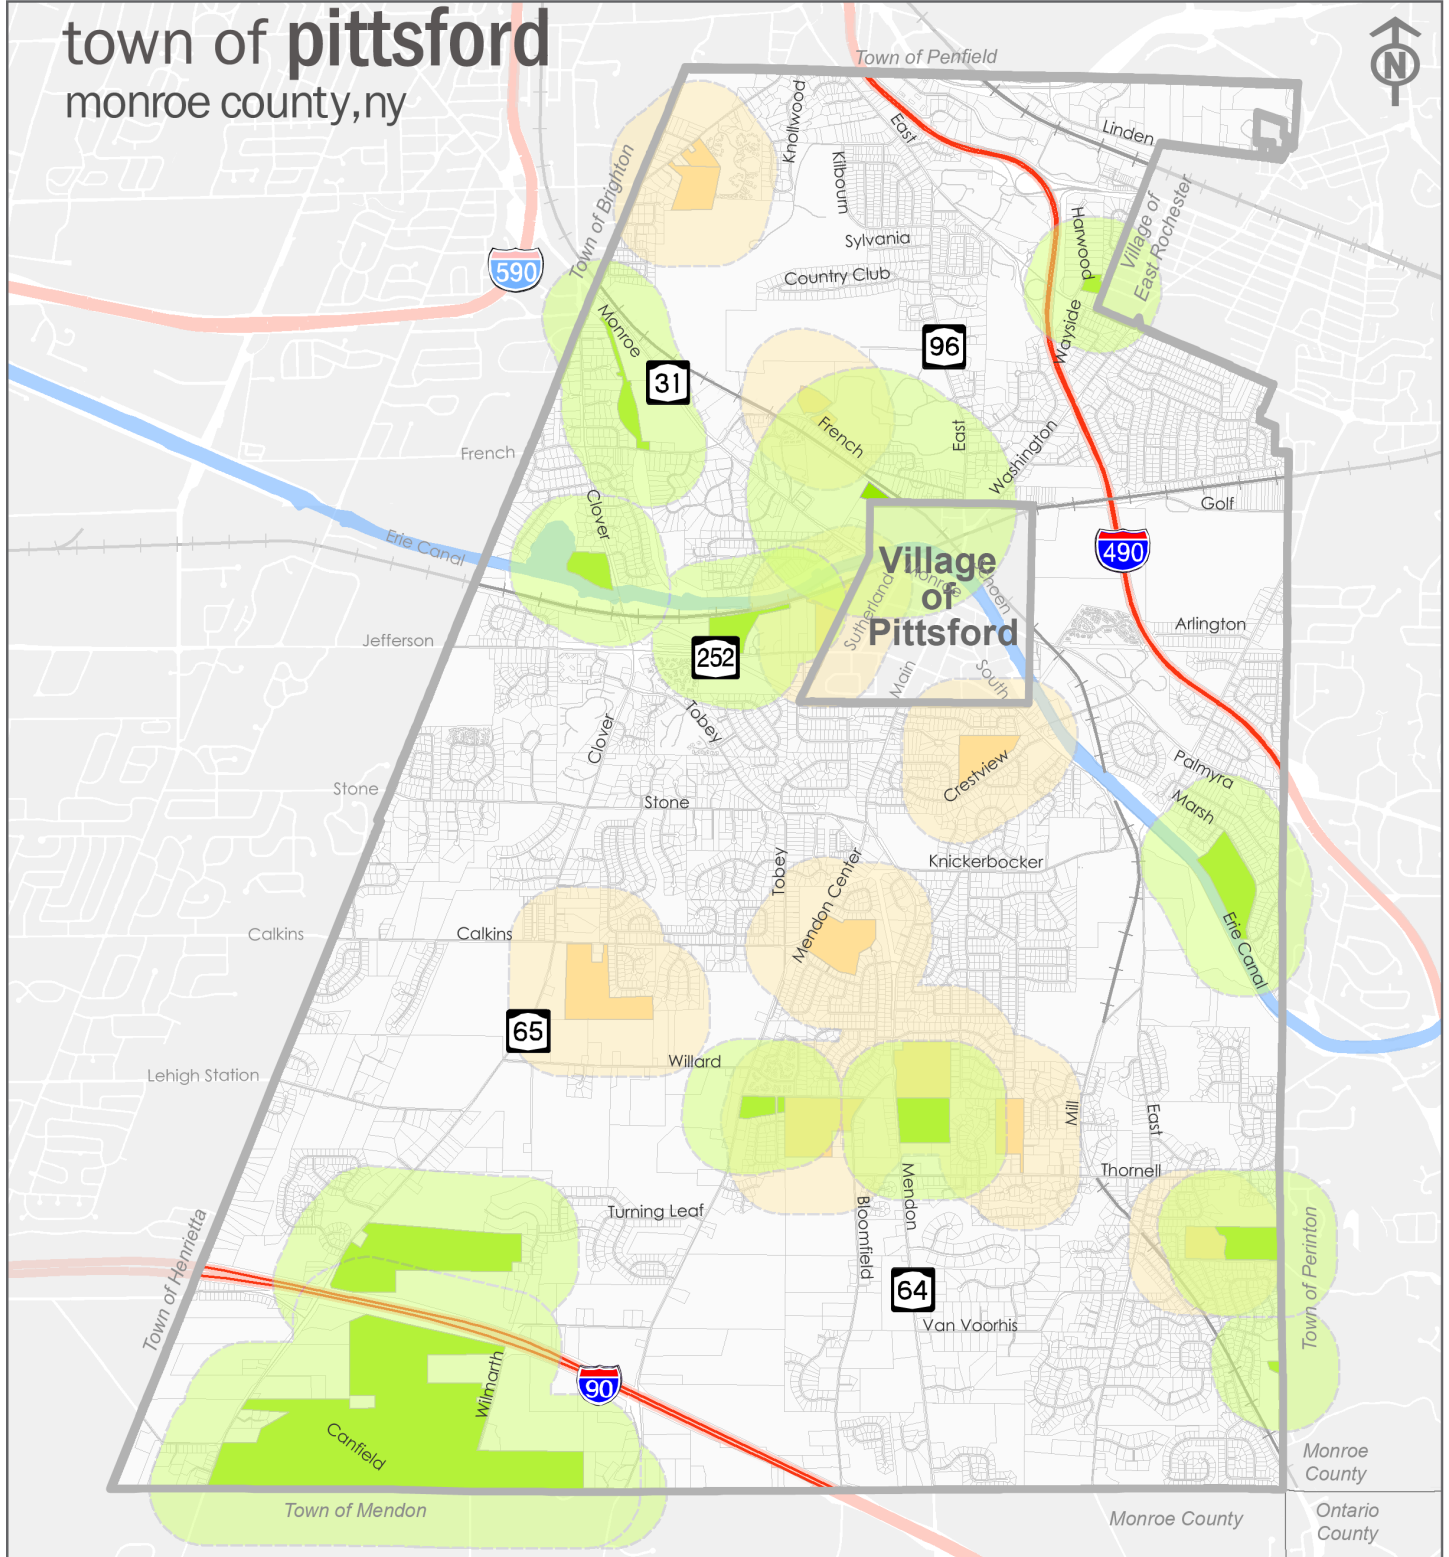 town of pittsford
monroe county,ny
N
Town of Penfield
Linden
East
Knollwood
Kilbourn
Town of Brighton
Village of
East Rochester
Harwood
Sylvania
Country Club
590
Monroe
Wayside
96
31
French
East
Washington
French
Clover
Golf
Erie Canal
490
Village
of
Pittsford
Monroe
Sutherland
Jefferson
Arlington
252
Main
South
Tobey
Clover
Palmyra
Crestview
Stone
Stone
Marsh
Tobey
Mendon Center
Knickerbocker
Calkins
Calkins
Erie Canal
65
Willard
Lehigh Station
Mill
East
Thornell
Mendon
Turning Leaf
Bloomfield
Town of Henrietta
Town of Perinton
64
Van Voorhis
90
Wilmarth
Canfield
Monroe
County
Town of Mendon
Monroe County
Ontario
County